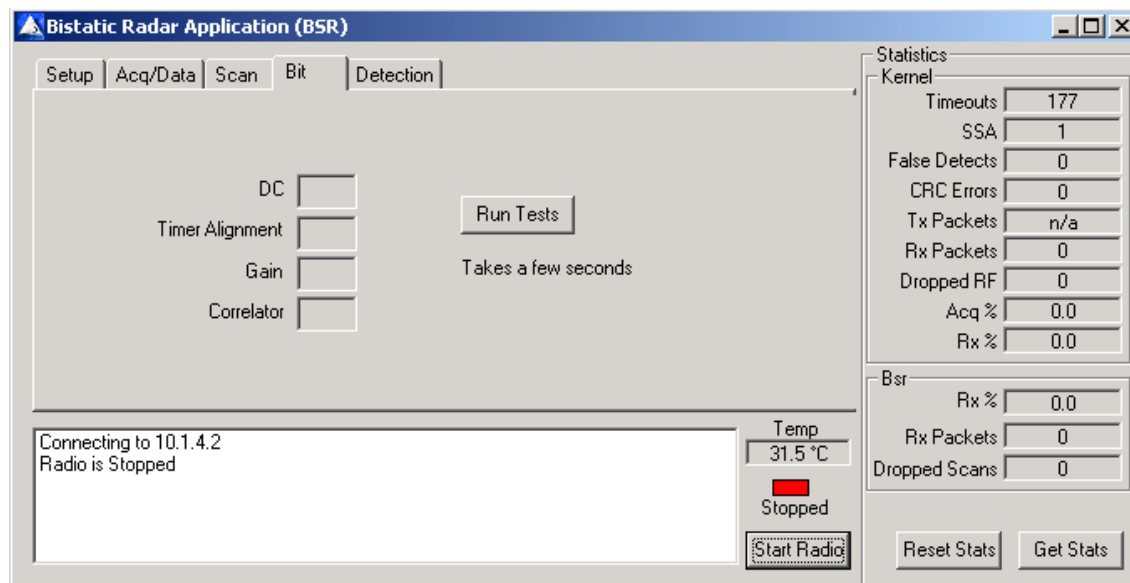 Bistatic Radar Application (BSR)
Setup Acq/Data Scan Bit Detection
DC
Timer Alignment
Gain
Correlator
Run Tests
Takes a few seconds
Connecting to 10.1.4.2
Radio is Stopped
Temp
31.5 °C
Stopped
Start Radio
Statistics
Kernel
Timeouts 177
SSA 1
False Detects 0
CRC Errors 0
Tx Packets n/a
Rx Packets 0
Dropped RF 0
Acq % 0.0
Rx % 0.0
Bsr
Rx % 0.0
Rx Packets 0
Dropped Scans 0
Reset Stats Get Stats